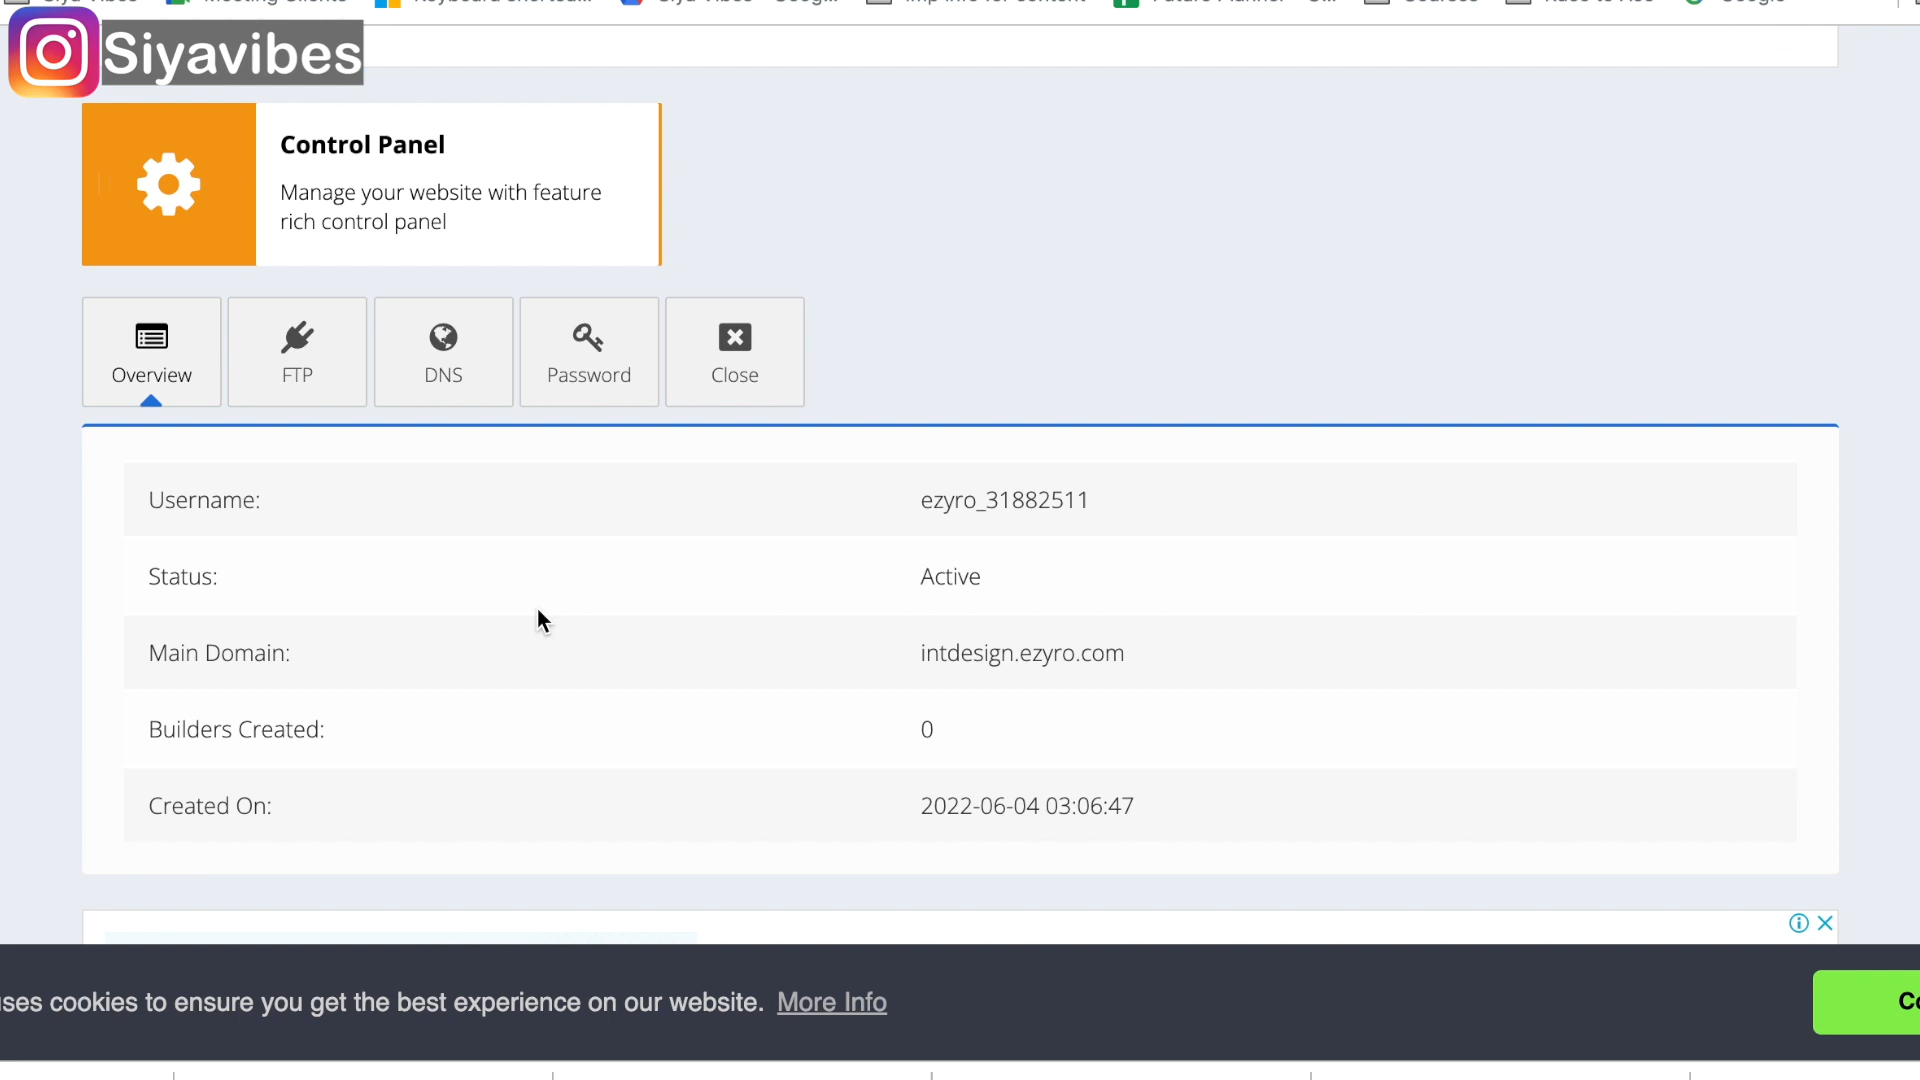 Siyavibes
Control Panel
Manage your website with feature
rich control panel
Overview
FTP
DNS
Password
Close
Username: ezyro_31882511
Status: Active
Main Domain: intdesign.ezyro.com
Builders Created: 0
Created On: 2022-06-04 03:06:47
cookies to ensure you get the best experience on our website. More Info